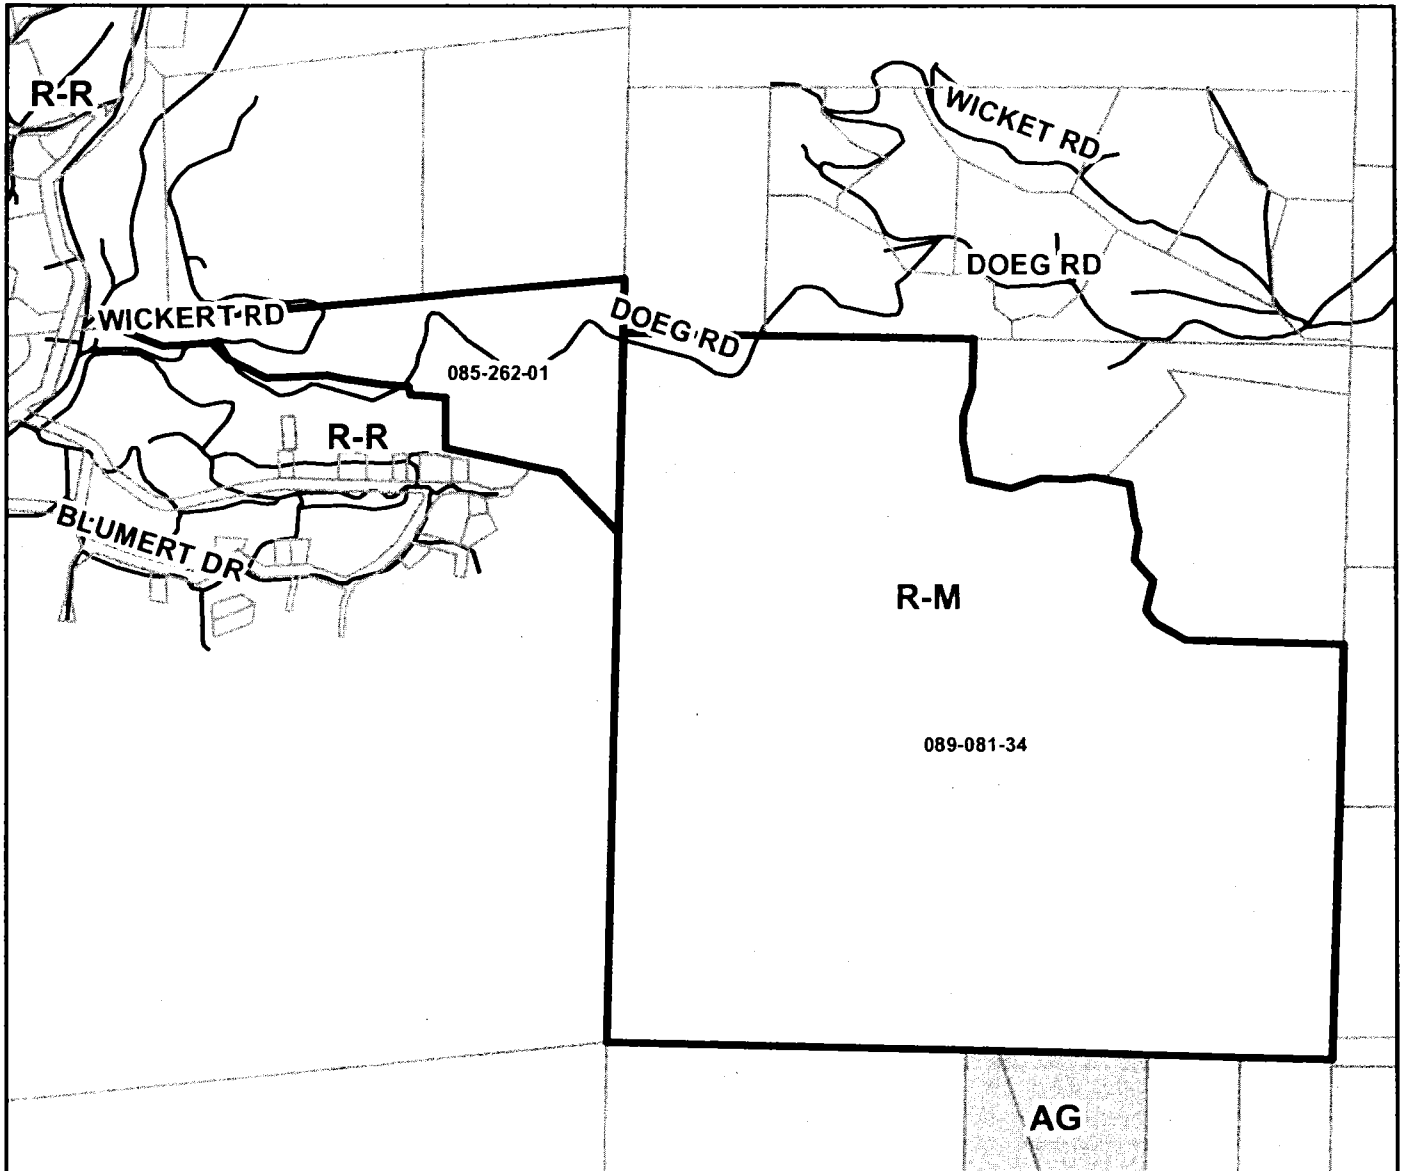 R-R
WICKET RD
DOEG RD
WICKERT RD
DOEG RD
085-262-01
R-R
BLUMERT DR
R-M
089-081-34
AG